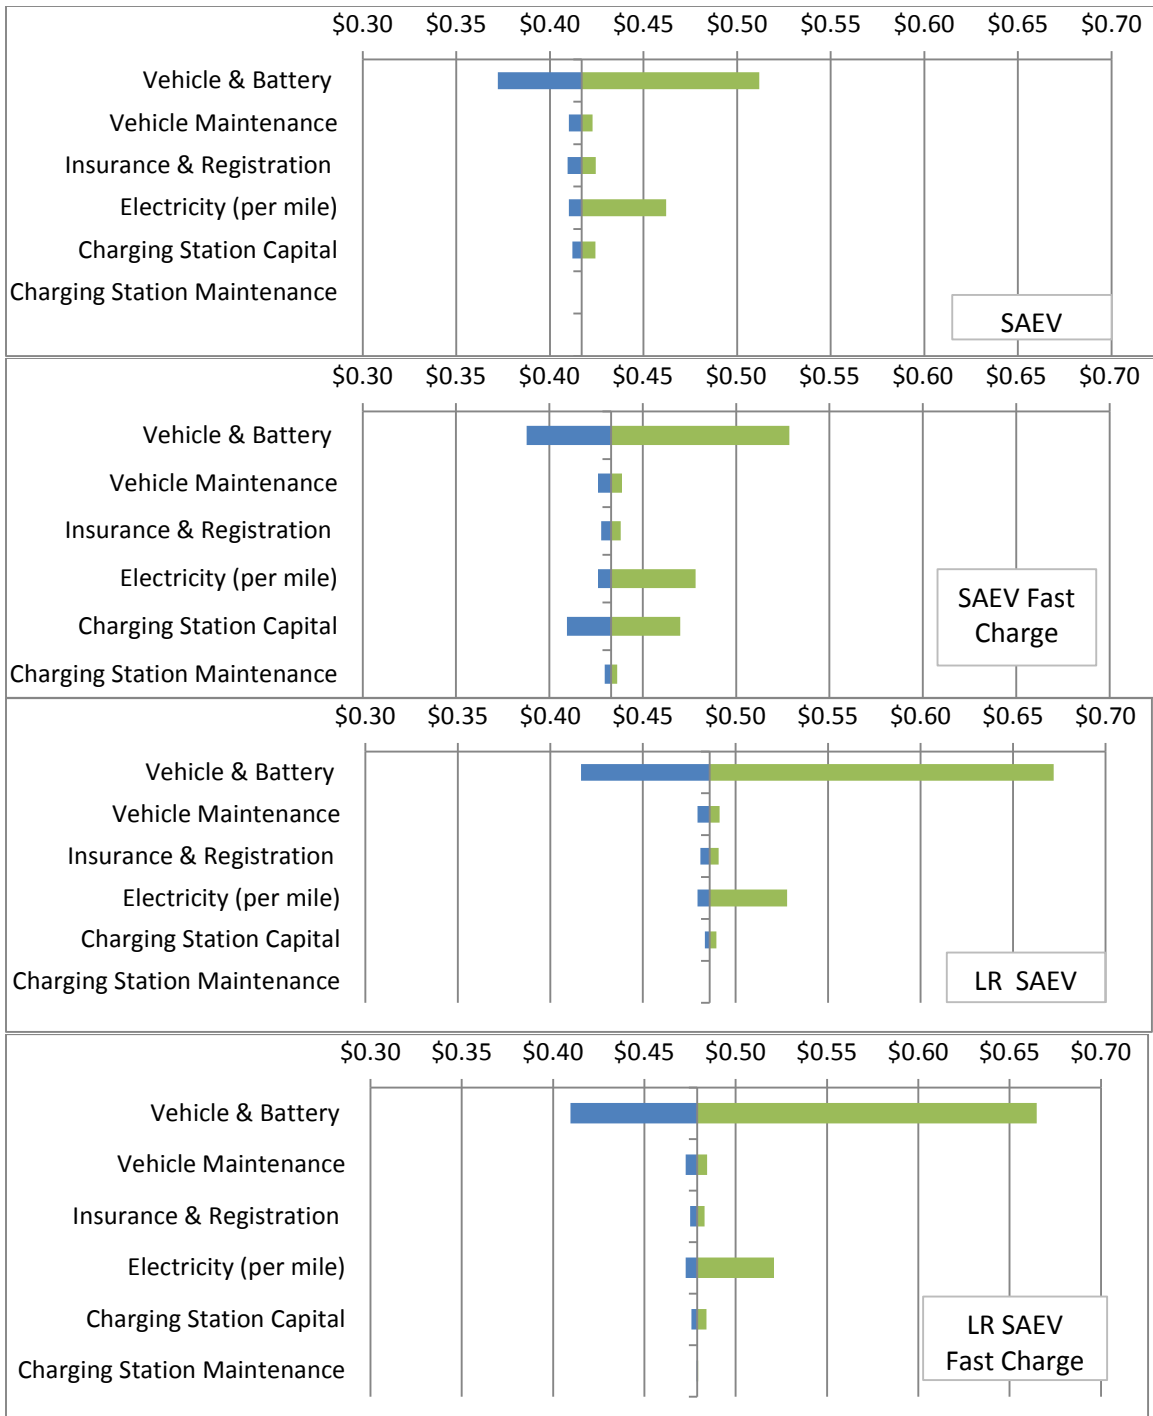 $0.30 $0.35 $0.40 $0.45 $0.50 $0.55 $0.60 $0.65 $0.70
Vehicle & Battery
Vehicle Maintenance
Insurance & Registration
Electricity (per mile)
Charging Station Capital
Charging Station Maintenance
SAEV
$0.30 $0.35 $0.40 $0.45 $0.50 $0.55 $0.60 $0.65 $0.70
Vehicle & Battery
Vehicle Maintenance
Insurance & Registration
Electricity (per mile)
Charging Station Capital
Charging Station Maintenance
SAEV Fast
Charge
$0.30 $0.35 $0.40 $0.45 $0.50 $0.55 $0.60 $0.65 $0.70
Vehicle & Battery
Vehicle Maintenance
Insurance & Registration
Electricity (per mile)
Charging Station Capital
Charging Station Maintenance
LR SAEV
$0.30 $0.35 $0.40 $0.45 $0.50 $0.55 $0.60 $0.65 $0.70
Vehicle & Battery
Vehicle Maintenance
Insurance & Registration
Electricity (per mile)
Charging Station Capital
Charging Station Maintenance
LR SAEV
Fast Charge